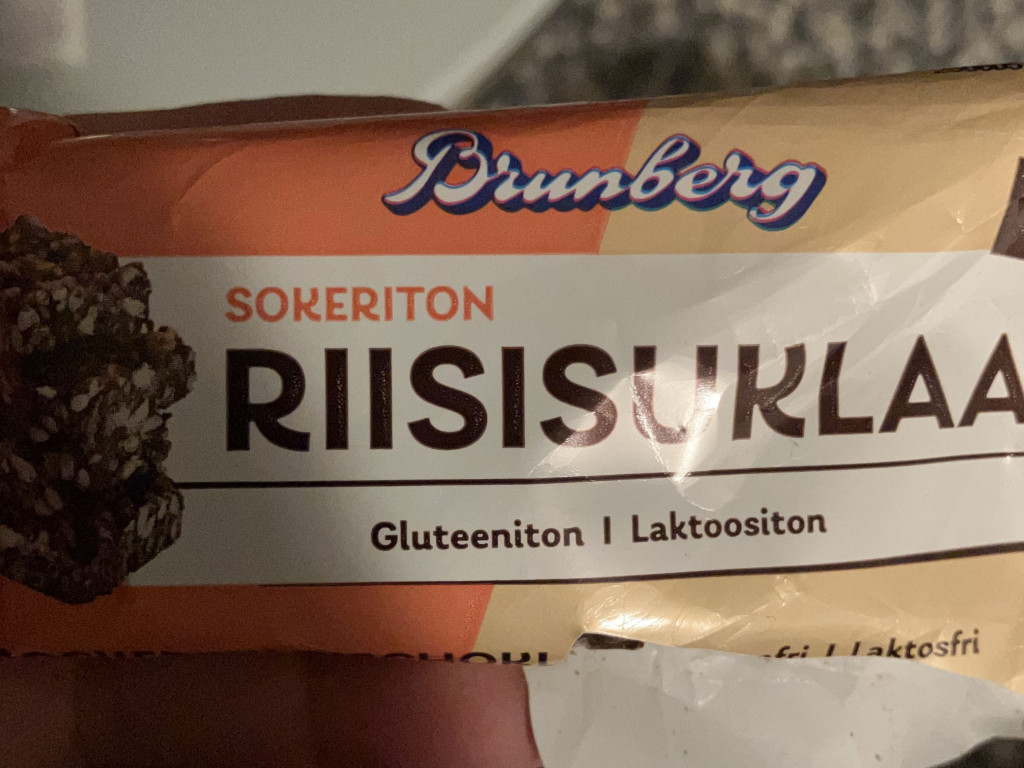 Brunberg
SOKERITON
RIISISUKLAA
Gluteeniton | Laktoositon
Laktosfri